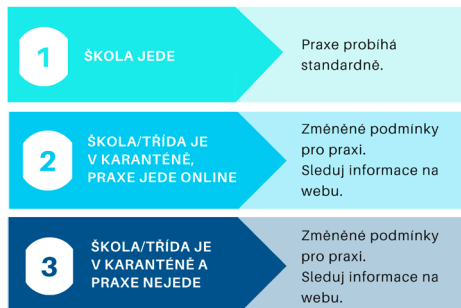 1
ŠKOLA JEDE
Praxe probíhá
standardně.
2
ŠKOLA/TŘÍDA JE
V KARANTÉNĚ,
PRAXE JEDE ONLINE
Změněné podmínky
pro praxi.
Sleduj informace na
webu.
3
ŠKOLA/TŘÍDA JE
V KARANTÉNĚ A
PRAXE NEJEDE
Změněné podmínky
pro praxi.
Sleduj informace na
webu.